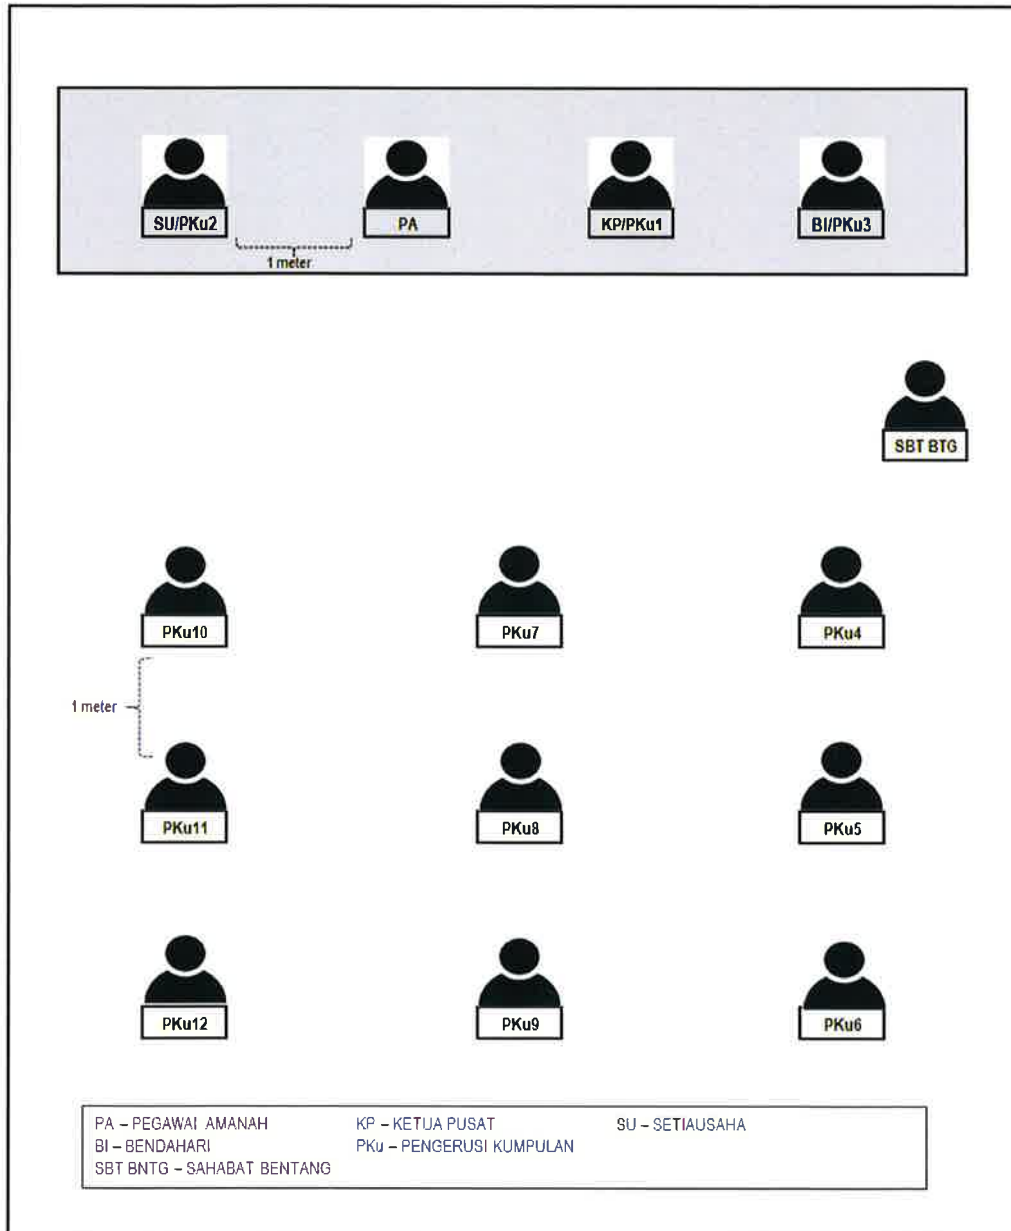 SU/PKu2 PA KP/PKu1 BI/PKu3
1 meter
SBT BTG
PKu10 PKu7 PKu4
1 meter
PKu11 PKu8 PKu5
PKu12 PKu9 PKu6
PA – PEGAWAI AMANAH KP – KETUA PUSAT SU – SETIAUSAHA
BI – BENDAHARI PKu – PENGERUSI KUMPULAN
SBT BNTG – SAHABAT BENTANG